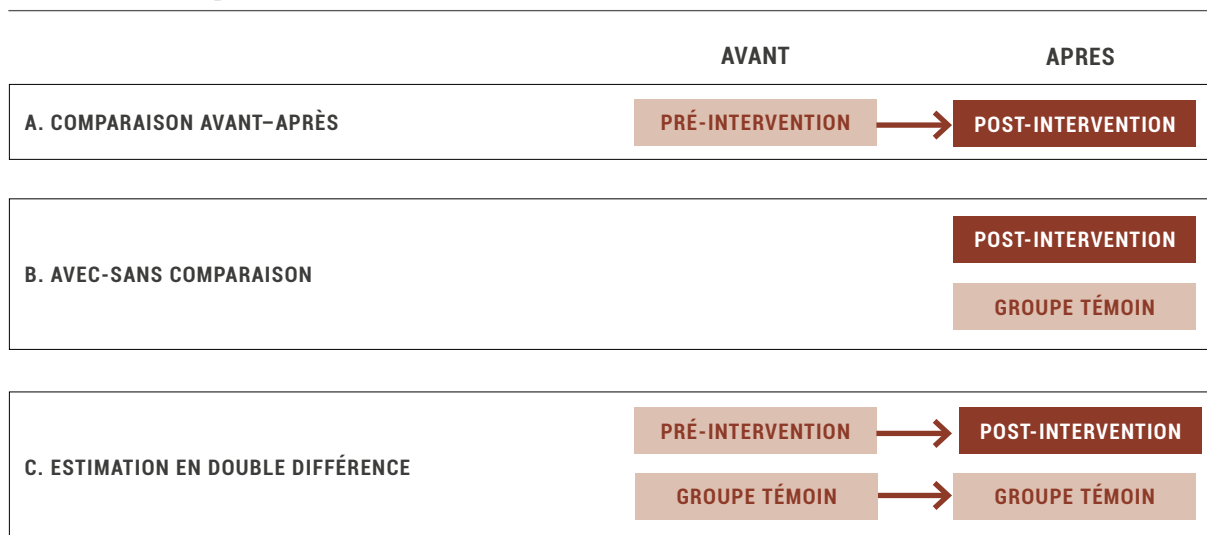 AVANT APRES
A. COMPARAISON AVANT–APRÈS PRÉ-INTERVENTION POST-INTERVENTION
POST-INTERVENTION
B. AVEC-SANS COMPARAISON
GROUPE TÉMOIN
PRÉ-INTERVENTION POST-INTERVENTION
C. ESTIMATION EN DOUBLE DIFFÉRENCE
GROUPE TÉMOIN GROUPE TÉMOIN